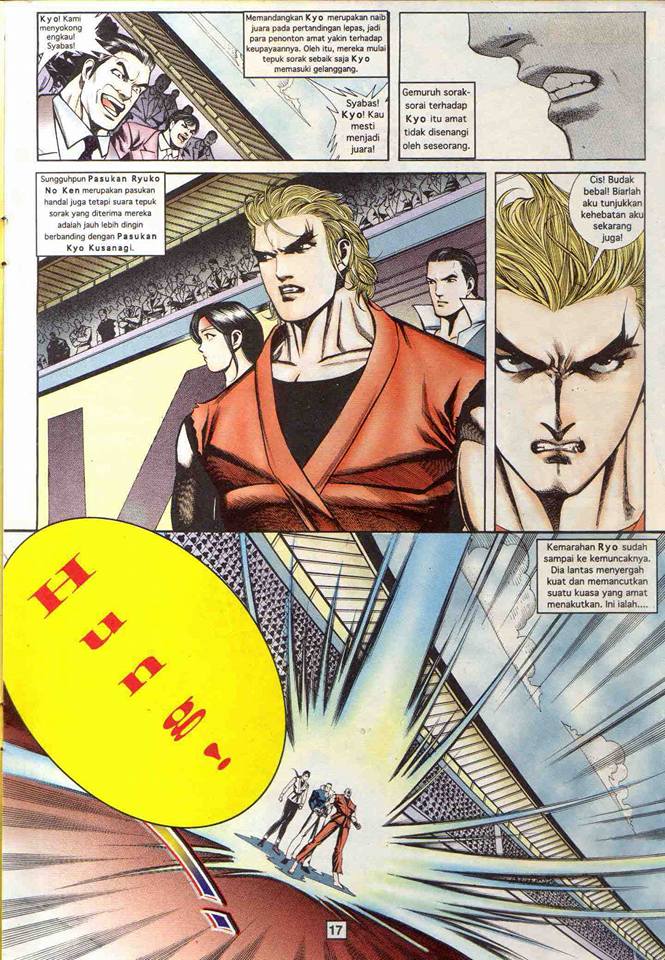 Kyo! Kami
menyokong
engkau!
Syabas!
Memandangkan Kyo merupakan naib
juara pada pertandingan lepas, jadi
para penonton amat yakin terhadap
keupayaannya. Oleh itu, mereka mulai
tepuk sorak sebaik saja Kyo
memasuki gelanggang.
Syabas!
Kyo! Kau
mesti
menjadi
juara!
Gemuruh sorak-
sorai terhadap
Kyo itu amat
tidak disenangi
oleh seseorang.
Sungguhpun Pasukan Ryuko
No Ken merupakan pasukan
handal juga tetapi suara tepuk
sorak yang diterima mereka
adalah jauh lebih dingin
berbanding dengan Pasukan
Kyo Kusanagi.
Cis! Budak
bebal! Biarlah
aku tunjukkan
kehebatan aku
sekarang
juga!
Kemarahan Ryo sudah
sampai ke kemuncaknya.
Dia lantas menyergah
kuat dan memancutkan
suatu kuasa yang amat
menakutkan. Ini ialah....
Hung!
17